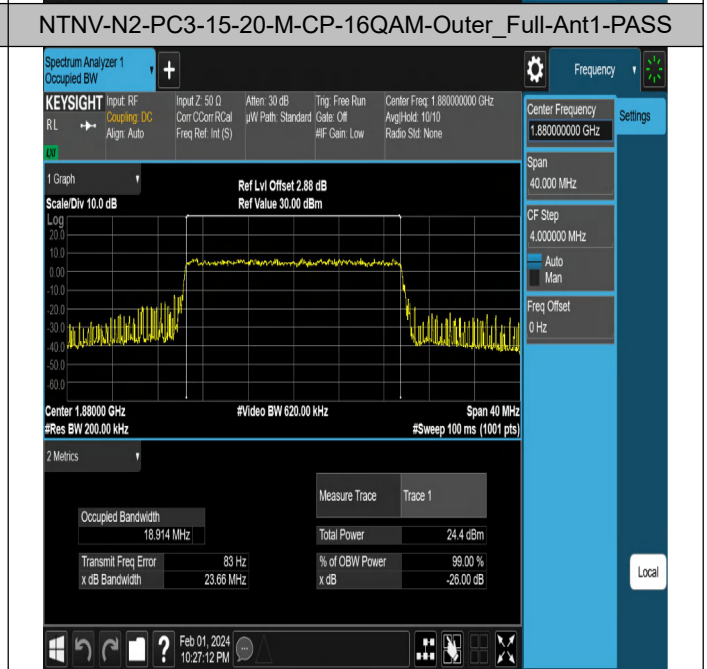 NTNV-N2-PC3-15-20-M-CP-16QAM-Outer_Full-Ant1-PASS
Spectrum Analyzer 1
Occupied BW
+
Frequency
KEYSIGHT
RL
LXI
Input: RF
Coupling: DC
Align: Auto
Input Z: 50 Ω
Corr CCorr RCal
Freq Ref: Int (S)
Atten: 30 dB
µW Path: Standard
Trig: Free Run
Gate: Off
#IF Gain: Low
Center Freq: 1.880000000 GHz
Avg|Hold: 10/10
Radio Std: None
Center Frequency
1.880000000 GHz
Settings
Span
40.000 MHz
CF Step
4.000000 MHz
Auto
Man
Freq Offset
0 Hz
1 Graph
Scale/Div 10.0 dB
Ref Lvl Offset 2.88 dB
Ref Value 30.00 dBm
Log
20.0
10.0
0.00
-10.0
-20.0
-30.0
-40.0
-50.0
-60.0
Center 1.88000 GHz
#Video BW 620.00 kHz
Span 40 MHz
#Res BW 200.00 kHz
#Sweep 100 ms (1001 pts)
2 Metrics
Measure Trace
Trace 1
Occupied Bandwidth
18.914 MHz
Total Power
24.4 dBm
Transmit Freq Error
83 Hz
% of OBW Power
99.00 %
x dB Bandwidth
23.66 MHz
x dB
-26.00 dB
Local
?
Feb 01, 2024
10:27:12 PM